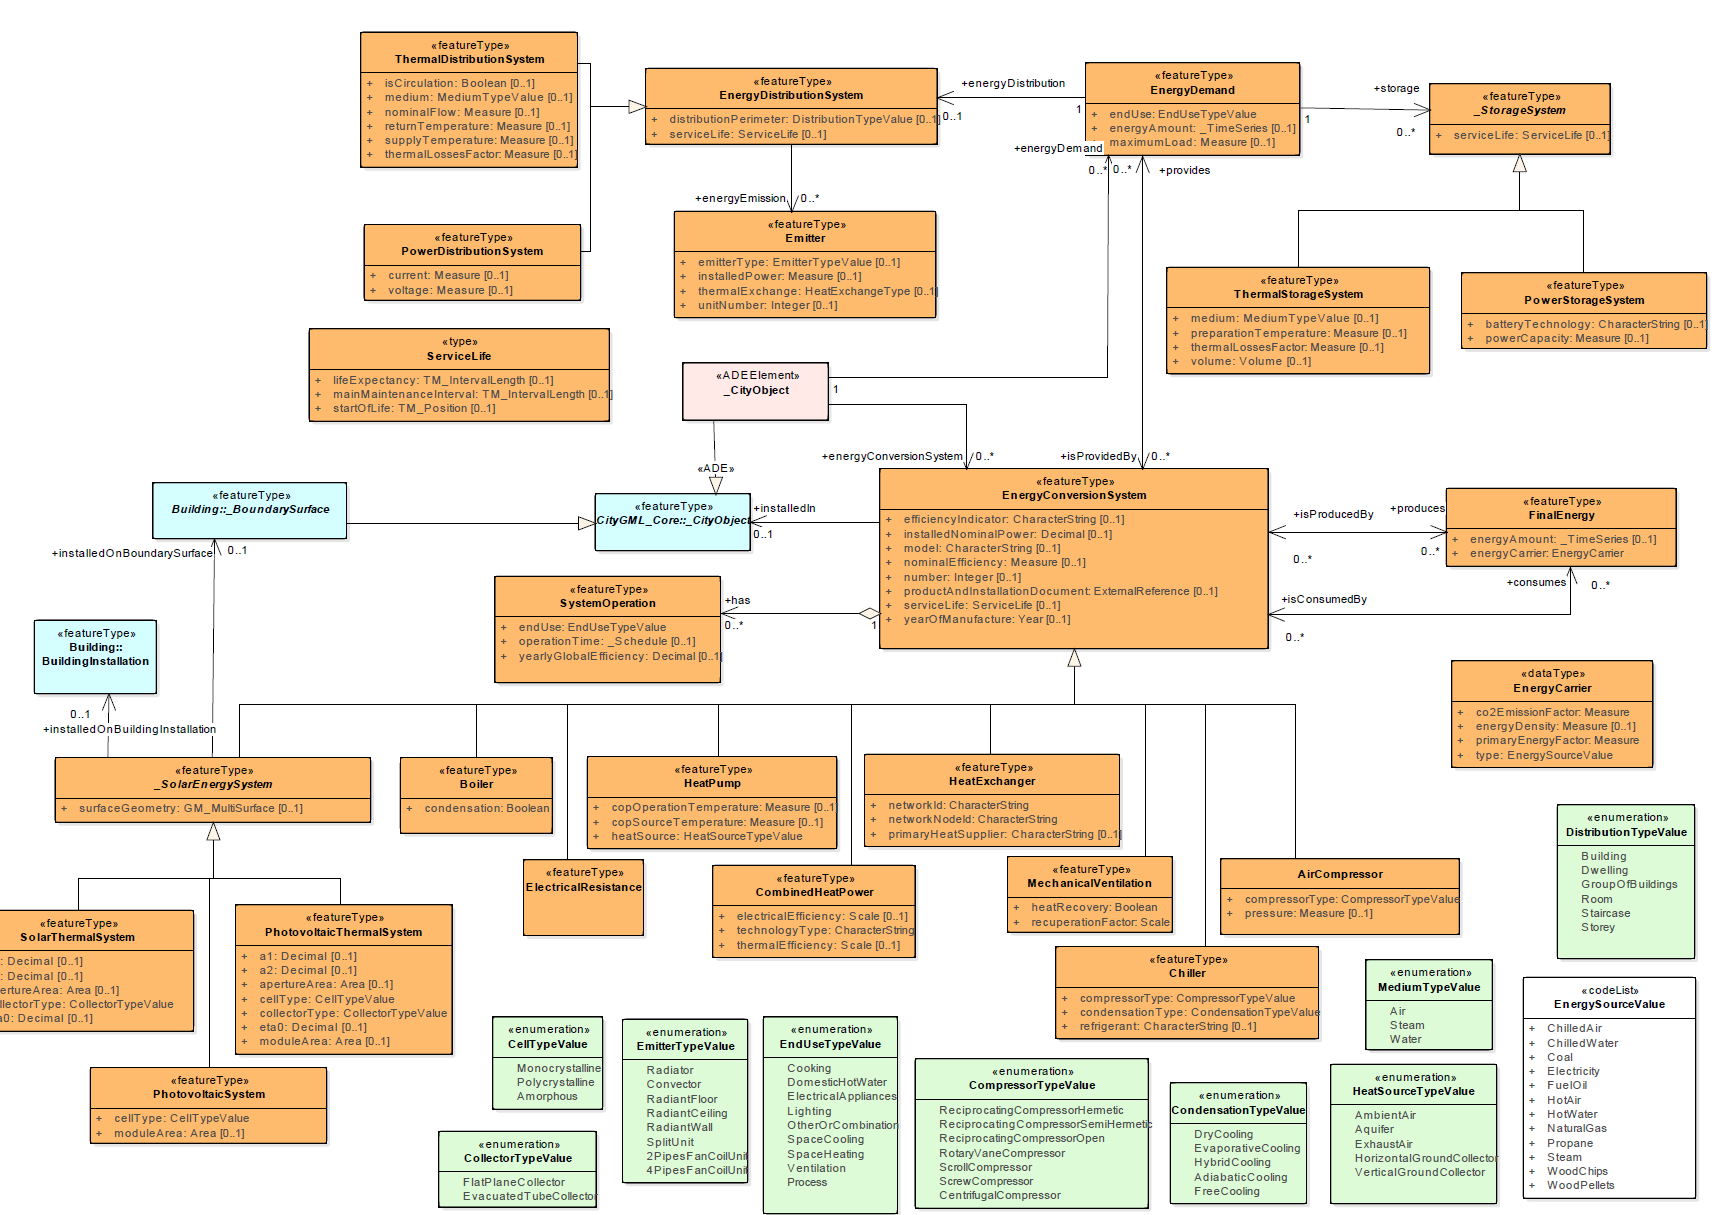 «featureType»
ThermalDistributionSystem
+ isCirculation: Boolean [0..1]
+ medium: MediumTypeValue [0..1]
+ nominalFlow: Measure [0..1]
+ returnTemperature: Measure [0..1]
+ supplyTemperature: Measure [0..1]
+ thermalLossesFactor: Measure [0..1]
«featureType»
EnergyDistributionSystem
+ distributionPerimeter: DistributionTypeValue [0..1]
+ serviceLife: ServiceLife [0..1]
+energyDistribution
0..1
1
«featureType»
EnergyDemand
+ endUse: EndUseTypeValue
+ energyAmount: _TimeSeries [0..1]
maximumLoad: Measure [0..1]
+energyDemand
0..*
0..*
+provides
+storage
1
0..*
«featureType»
_StorageSystem
+ serviceLife: ServiceLife [0..1]
«featureType»
PowerDistributionSystem
+ current: Measure [0..1]
+ voltage: Measure [0..1]
+energyEmission
0..*
«featureType»
Emitter
+ emitterType: EmitterTypeValue [0..1]
+ installedPower: Measure [0..1]
+ thermalExchange: HeatExchangeType [0..1]
+ unitNumber: Integer [0..1]
«featureType»
ThermalStorageSystem
+ medium: MediumTypeValue [0..1]
+ preparationTemperature: Measure [0..1]
+ thermalLossesFactor: Measure [0..1]
+ volume: Volume [0..1]
«featureType»
PowerStorageSystem
+ batteryTechnology: CharacterString [0..1]
+ powerCapacity: Measure [0..1]
«type»
ServiceLife
+ lifeExpectancy: TM_IntervalLength [0..1]
+ mainMaintenanceInterval: TM_IntervalLength [0..1]
+ startOfLife: TM_Position [0..1]
«ADEElement»
_CityObject
1
«ADE»
+energyConversionSystem
0..*
+isProvidedBy
0..*
«featureType»
Building::_BoundarySurface
«featureType»
CityGML_Core::_CityObject
+installedIn
0..1
«featureType»
EnergyConversionSystem
+ efficiencyIndicator: CharacterString [0..1]
+ installedNominalPower: Decimal [0..1]
+ model: CharacterString [0..1]
+ nominalEfficiency: Measure [0..1]
+ number: Integer [0..1]
+ productAndInstallationDocument: ExternalReference [0..1]
+ serviceLife: ServiceLife [0..1]
+ yearOfManufacture: Year [0..1]
+isProducedBy
0..*
+produces
0..*
«featureType»
FinalEnergy
+ energyAmount: _TimeSeries [0..1]
+ energyCarrier: EnergyCarrier
+consumes
0..*
+isConsumedBy
0..*
+installedOnBoundarySurface
0..1
«featureType»
SystemOperation
+ endUse: EndUseTypeValue
+ operationTime: _Schedule [0..1]
+ yearlyGlobalEfficiency: Decimal [0..1]
+has
0..*
1
«featureType»
Building::
BuildingInstallation
0..1
+installedOnBuildingInstallation
«dataType»
EnergyCarrier
+ co2EmissionFactor: Measure
+ energyDensity: Measure [0..1]
+ primaryEnergyFactor: Measure
+ type: EnergySourceValue
«featureType»
_SolarEnergySystem
+ surfaceGeometry: GM_MultiSurface [0..1]
«featureType»
Boiler
+ condensation: Boolean
«featureType»
HeatPump
+ copOperationTemperature: Measure [0..1]
+ copSourceTemperature: Measure [0..1]
+ heatSource: HeatSourceTypeValue
«featureType»
HeatExchanger
+ networkId: CharacterString
+ networkNodeId: CharacterString
+ primaryHeatSupplier: CharacterString [0..1]
«featureType»
ElectricalResistance
«featureType»
CombinedHeatPower
+ electricalEfficiency: Scale [0..1]
+ technologyType: CharacterString
+ thermalEfficiency: Scale [0..1]
«featureType»
MechanicalVentilation
+ heatRecovery: Boolean
+ recuperationFactor: Scale
AirCompressor
+ compressorType: CompressorTypeValue
+ pressure: Measure [0..1]
«featureType»
Chiller
+ compressorType: CompressorTypeValue
+ condensationType: CondensationTypeValue
+ refrigerant: CharacterString [0..1]
«featureType»
SolarThermalSystem
: Decimal [0..1]
: Decimal [0..1]
ertureArea: Area [0..1]
llectorType: CollectorTypeValue
a0: Decimal [0..1]
«featureType»
PhotovoltaicThermalSystem
+ a1: Decimal [0..1]
+ a2: Decimal [0..1]
+ apertureArea: Area [0..1]
+ cellType: CellTypeValue
+ collectorType: CollectorTypeValue
+ eta0: Decimal [0..1]
+ moduleArea: Area [0..1]
«featureType»
PhotovoltaicSystem
+ cellType: CellTypeValue
+ moduleArea: Area [0..1]
«enumeration»
CellTypeValue
Monocrystalline
Polycrystalline
Amorphous
«enumeration»
CollectorTypeValue
FlatPlaneCollector
EvacuatedTubeCollector
«enumeration»
EmitterTypeValue
Radiator
Convector
RadiantFloor
RadiantCeiling
RadiantWall
SplitUnit
2PipesFanCoilUnit
4PipesFanCoilUnit
«enumeration»
EndUseTypeValue
Cooking
DomesticHotWater
ElectricalAppliances
Lighting
OtherOrCombination
SpaceCooling
SpaceHeating
Ventilation
Process
«enumeration»
CompressorTypeValue
ReciprocatingCompressorHermetic
ReciprocatingCompressorSemiHermetic
ReciprocatingCompressorOpen
RotaryVaneCompressor
ScrollCompressor
ScrewCompressor
CentrifugalCompressor
«enumeration»
CondensationTypeValue
DryCooling
EvaporativeCooling
HybridCooling
AdiabaticCooling
FreeCooling
«enumeration»
DistributionTypeValue
Building
Dwelling
GroupOfBuildings
Room
Staircase
Storey
«enumeration»
MediumTypeValue
Air
Steam
Water
«enumeration»
HeatSourceTypeValue
AmbientAir
Aquifer
ExhaustAir
HorizontalGroundCollector
VerticalGroundCollector
«codeList»
EnergySourceValue
+ ChilledAir
+ ChilledWater
+ Coal
+ Electricity
+ FuelOil
+ HotAir
+ HotWater
+ NaturalGas
+ Propane
+ Steam
+ WoodChips
+ WoodPellets